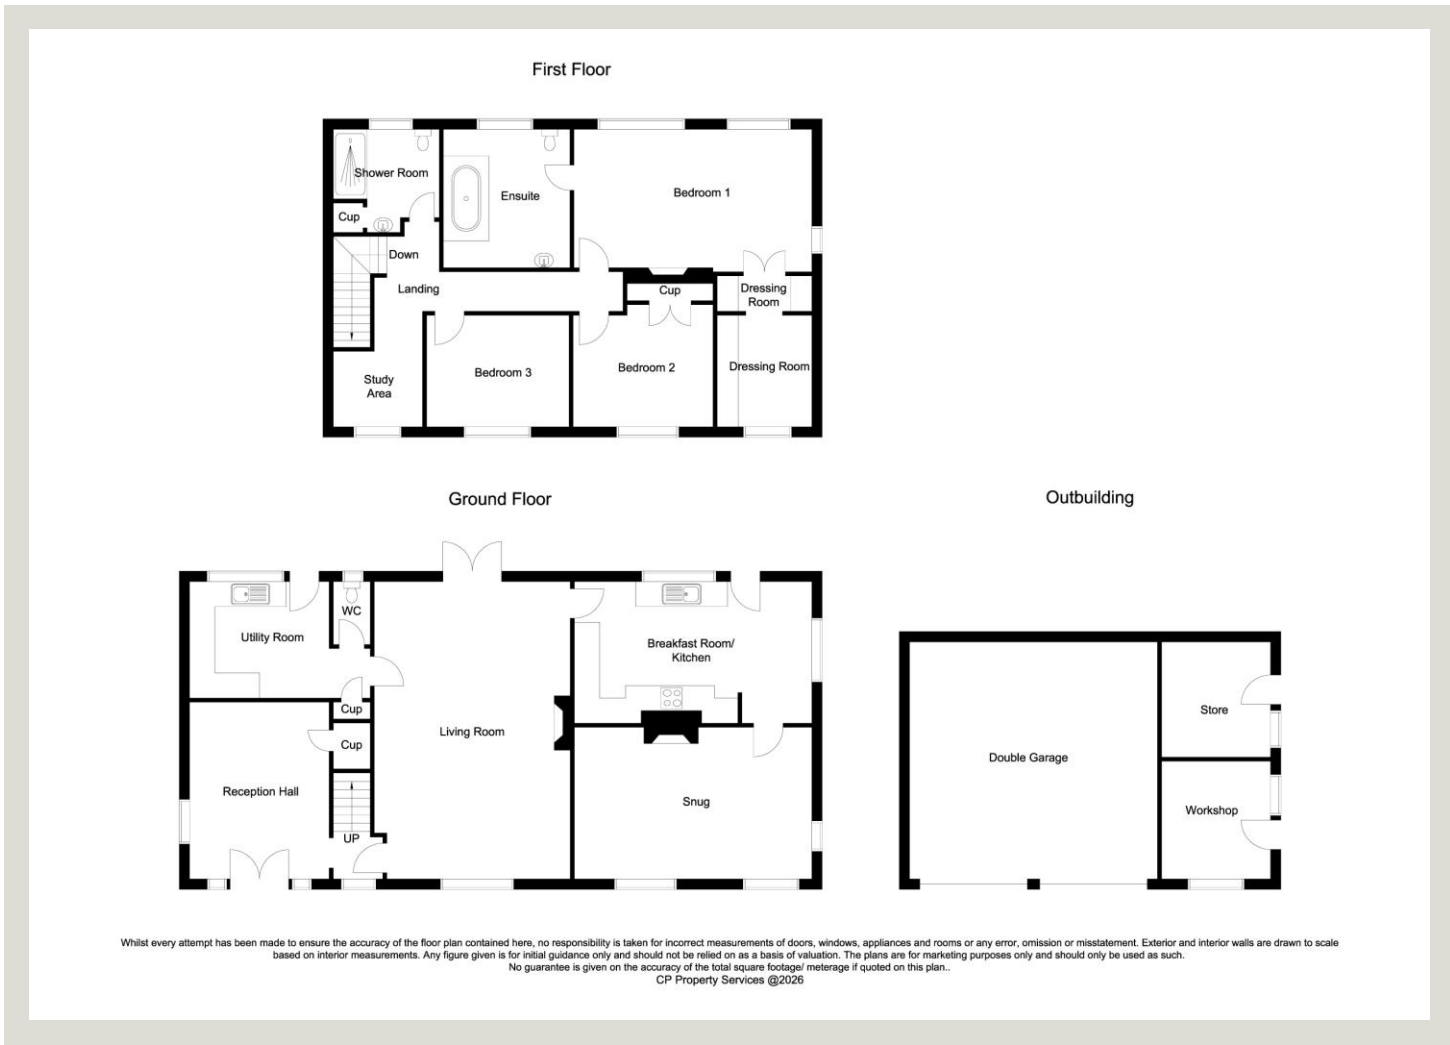 First Floor
Shower Room
Ensuite
Bedroom 1
Cup
Down
Landing
Cup
Dressing
Room
Study
Area
Bedroom 3
Bedroom 2
Dressing Room
Ground Floor
Outbuilding
WC
Utility Room
Breakfast Room/
Kitchen
Cup
Cup
Living Room
Reception Hall
Snug
UP
Store
Double Garage
Workshop
Whilst every attempt has been made to ensure the accuracy of the floor plan contained here, no responsibility is taken for incorrect measurements of doors, windows, appliances and rooms or any error, omission or misstatement. Exterior and interior walls are drawn to scale
based on interior measurements. Any figure given is for initial guidance only and should not be relied on as a basis of valuation. The plans are for marketing purposes only and should only be used as such.
No guarantee is given on the accuracy of the total square footage/ meterage if quoted on this plan..
CP Property Services @2026